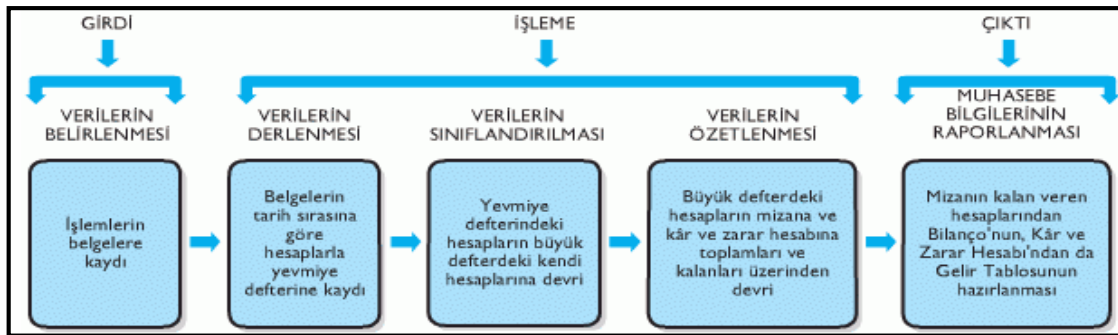 GİRDİ
İŞLEME
ÇIKTI
VERİLERİN
BELİRLENMESİ
VERİLERİN
DERLENMESİ
VERİLERİN
SINIFLANDIRILMASI
VERİLERİN
ÖZETLENMESİ
MUHASEBE
BİLGİLERİNİN
RAPORLANMASI
İşlemlerin
belgelere
kaydı
Belgelerin
tarih sırasına
göre
hesaplarla
yevmiye
defterine kaydı
Yevmiye
defterindeki
hesapların büyük
defterdeki kendi
hesaplarına devri
Büyük defterdeki
hesapların mizana ve
kâr ve zarar hesabına
toplamları ve
kalanları üzerinden
devri
Mizanın kalan veren
hesaplarından
Bilanço'nun, Kâr ve
Zarar Hesabı'ndan da
Gelir Tablosunun
hazırlanması